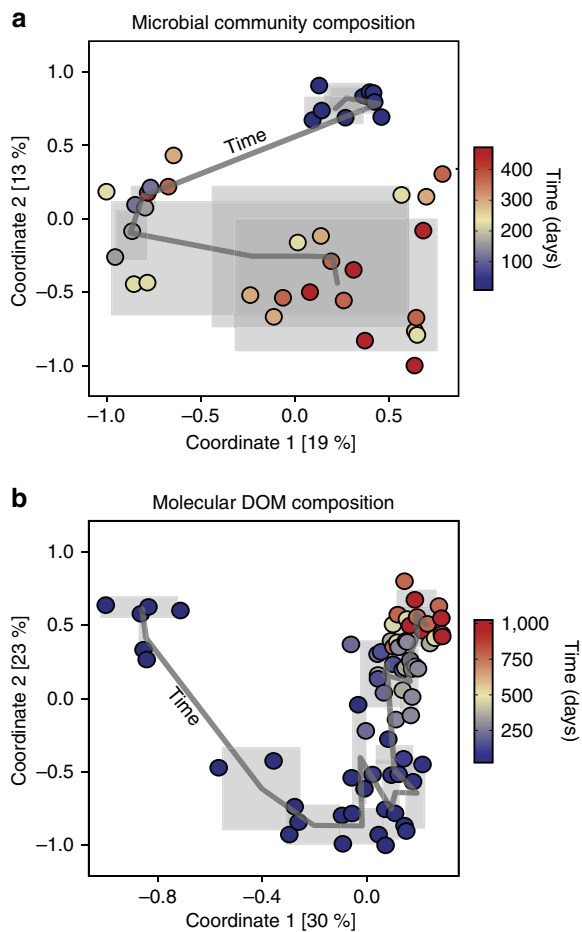 a
Microbial community composition
1.0
0.5
0.0
−0.5
−1.0
Coordinate 2 [13 %]
Time
−1.0
−0.5
0.0
0.5
Coordinate 1 [19 %]
400
300
200
100
Time (days)
b
Molecular DOM composition
1.0
0.5
0.0
−0.5
−1.0
Coordinate 2 [23 %]
Time
−0.8
−0.4
0.0
Coordinate 1 [30 %]
1,000
750
500
250
Time (days)